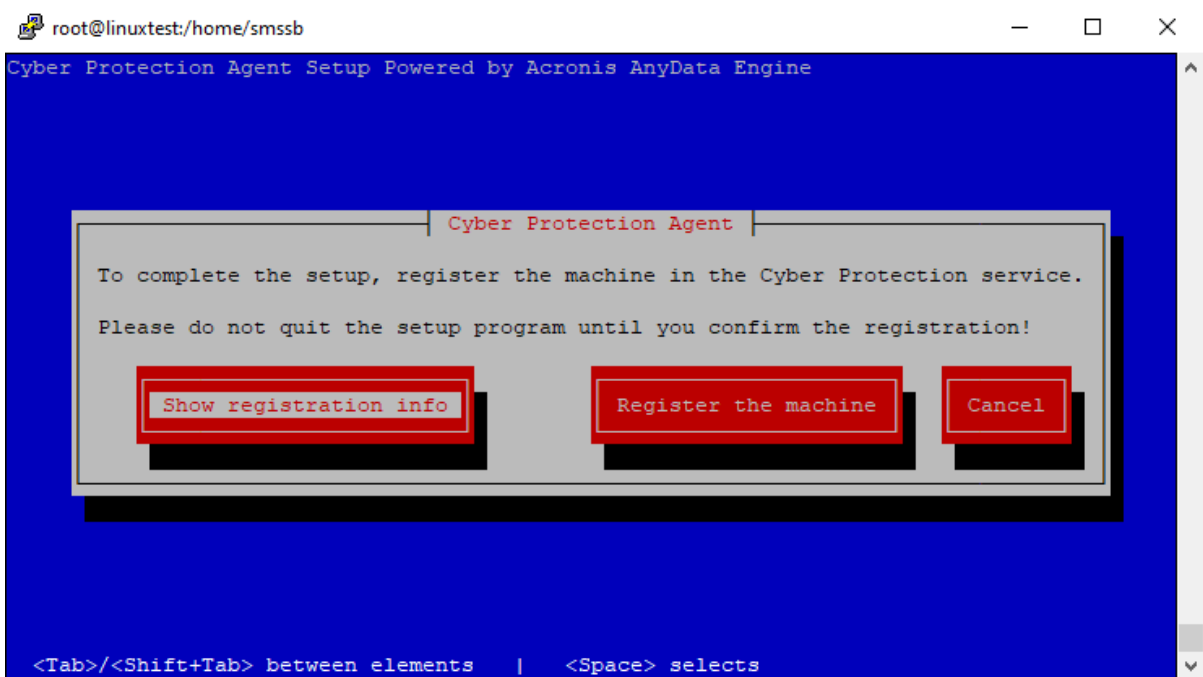 root@linuxtest:/home/smssb
Cyber Protection Agent Setup Powered by Acronis AnyData Engine
Cyber Protection Agent
To complete the setup, register the machine in the Cyber Protection service.
Please do not quit the setup program until you confirm the registration!
Show registration info Register the machine Cancel
<Tab>/<Shift+Tab> between elements | <Space> selects